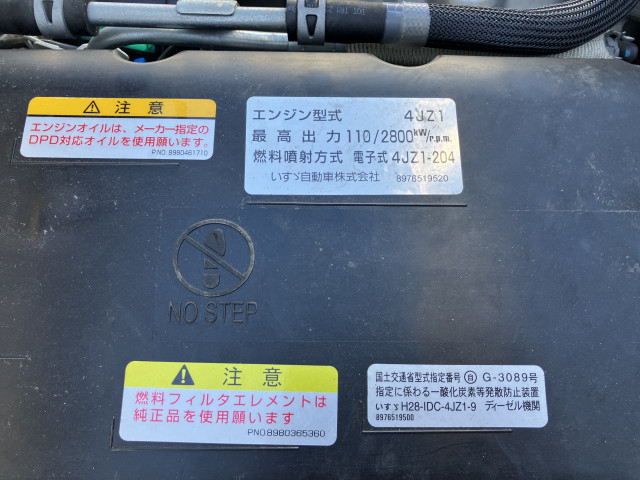 ⚠ 注意
エンジンオイルは、メーカー指定の
DPD対応オイルを使用願います。
P.NO. 8980461710
エンジン型式 4JZ1
最高出力 110/2800kW/r.p.m.
燃料噴射方式 電子式 4JZ1-204
いすゞ自動車株式会社 8976519520
NO STEP
⚠ 注意
燃料フィルタエレメントは
純正品を使用願います
P.NO 8980365360
国土交通省型式指定番号 自 G-3089号
指定に係わる一酸化炭素等発散防止装置
いすゞH28-IDC-4JZ1-9 ディーゼル機関
8976519500